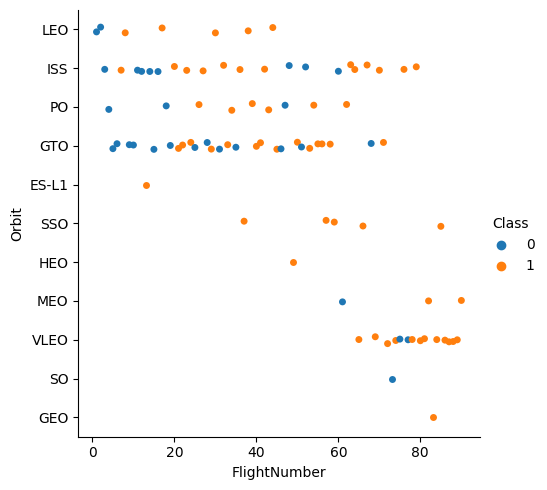 LEO
ISS
PO
GTO
ES-L1
SSO
HEO
MEO
VLEO
SO
GEO
Orbit
0 20 40 60 80
FlightNumber
Class
0
1